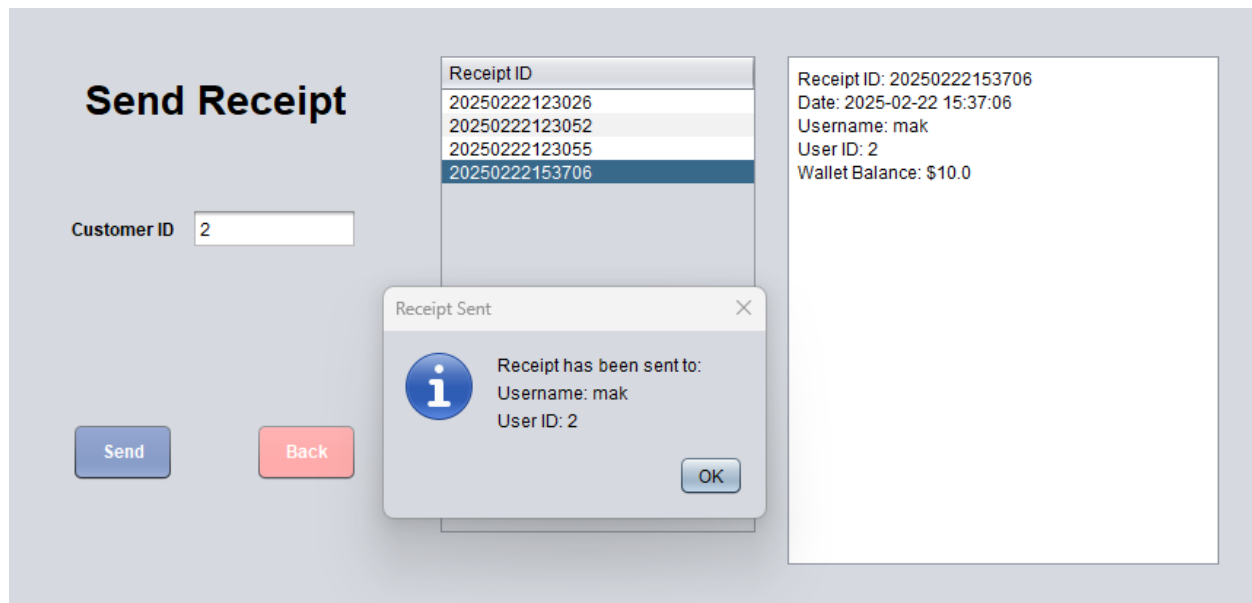 Send Receipt
Customer ID 2
Send Back
Receipt ID
20250222123026
20250222123052
20250222123055
20250222153706
Receipt Sent
Receipt has been sent to:
Username: mak
User ID: 2
OK
Receipt ID: 20250222153706
Date: 2025-02-22 15:37:06
Username: mak
User ID: 2
Wallet Balance: $10.0